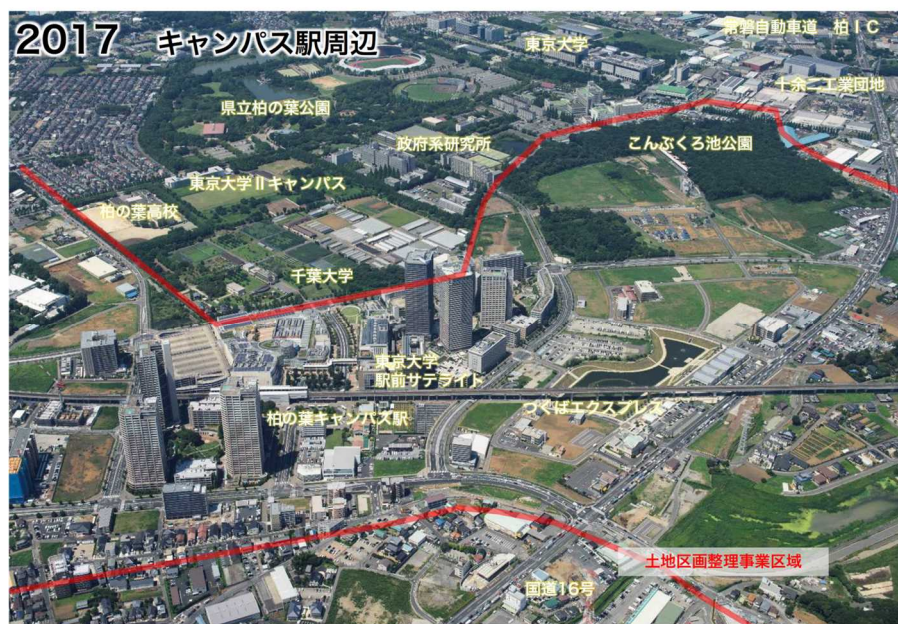 2017 キャンパス駅周辺
東京大学
常磐自動車道 柏IC
十余二工業団地
県立柏の葉公園
政府系研究所
こんぶくろ池公園
東京大学Ⅱキャンパス
柏の葉高校
千葉大学
東京大学
駅前サテライト
柏の葉キャンパス駅
つくばエクスプレス
土地区画整理事業区域
国道16号